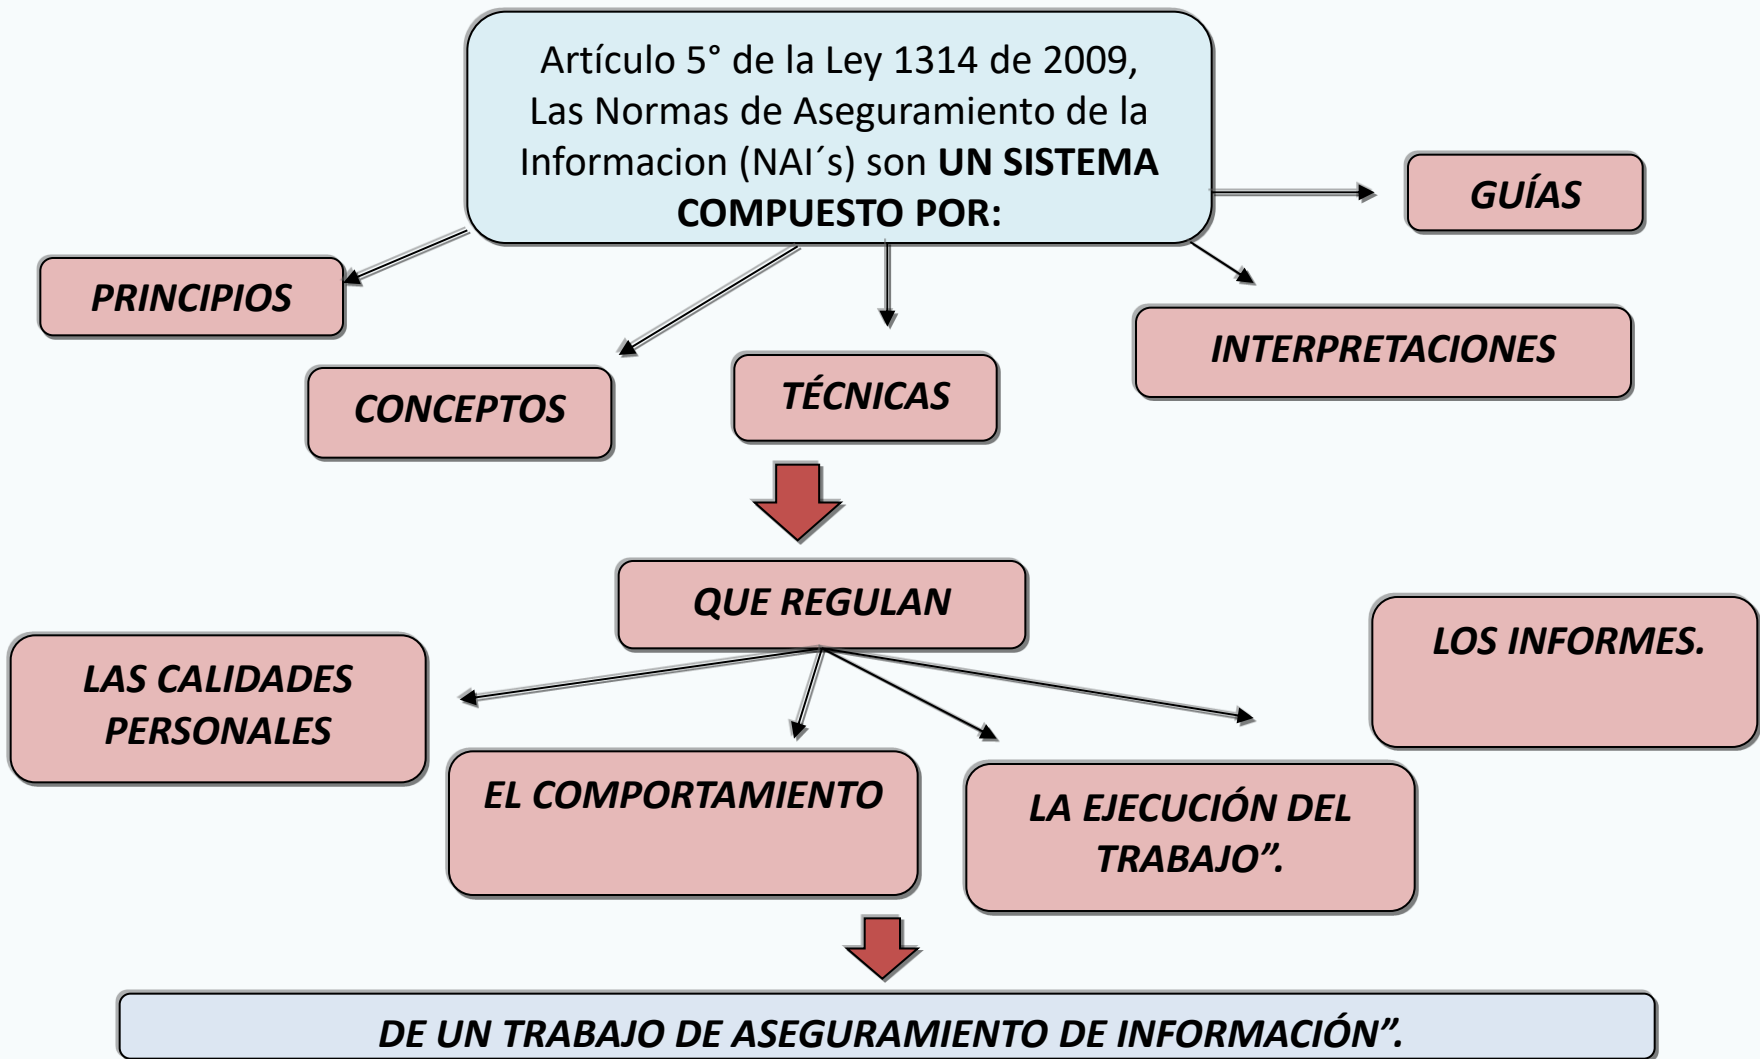 Artículo 5° de la Ley 1314 de 2009,
Las Normas de Aseguramiento de la
Informacion (NAI´s) son UN SISTEMA
COMPUESTO POR:
GUÍAS
PRINCIPIOS
INTERPRETACIONES
CONCEPTOS
TÉCNICAS
QUE REGULAN
LOS INFORMES.
LAS CALIDADES
PERSONALES
EL COMPORTAMIENTO
LA EJECUCIÓN DEL
TRABAJO”.
DE UN TRABAJO DE ASEGURAMIENTO DE INFORMACIÓN”.